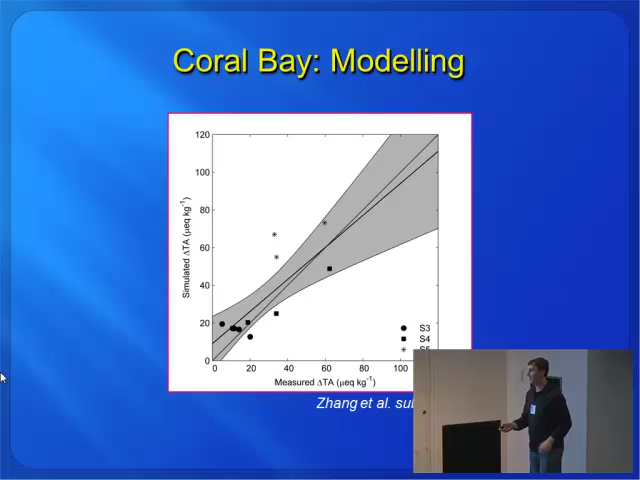 Coral Bay: Modelling
120
100
80
60
40
20
0
Simulated ΔTA (μeq kg⁻¹)
S3
S4
0 20 40 60 80 100
Measured ΔTA (μeq kg⁻¹)
Zhang et al.